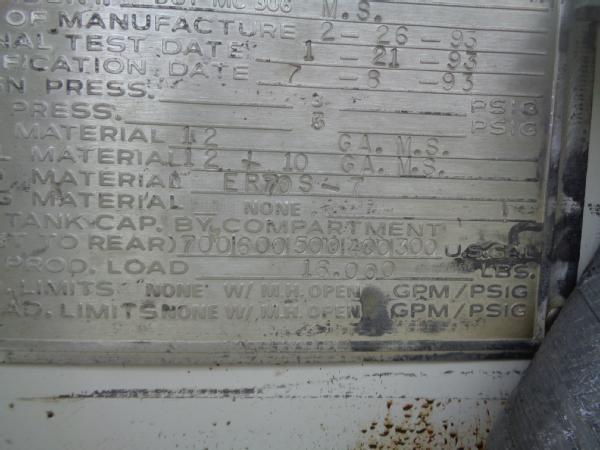 DOT MC 306 M.S.
OF MANUFACTURE 2-26-93
TEST DATE 1-21-93
FICATION DATE 7-8-93
PRESS. 3 PSIG
PRESS. PSIG
MATERIAL 12 GA. M.S.
MATERIAL 12 + 10 GA. M.S.
MATERIAL ER70S-7
MATERIAL NONE
TANK CAP. BY COMPARTMENT
TO REAR) 700|600|500|400|300 U.S. GAL
PROD. LOAD 16.000 LBS.
LIMITS NONE W/ M.H. OPEN GPM/PSIG
AD. LIMITS NONE W/ M.H. OPEN GPM/PSIG